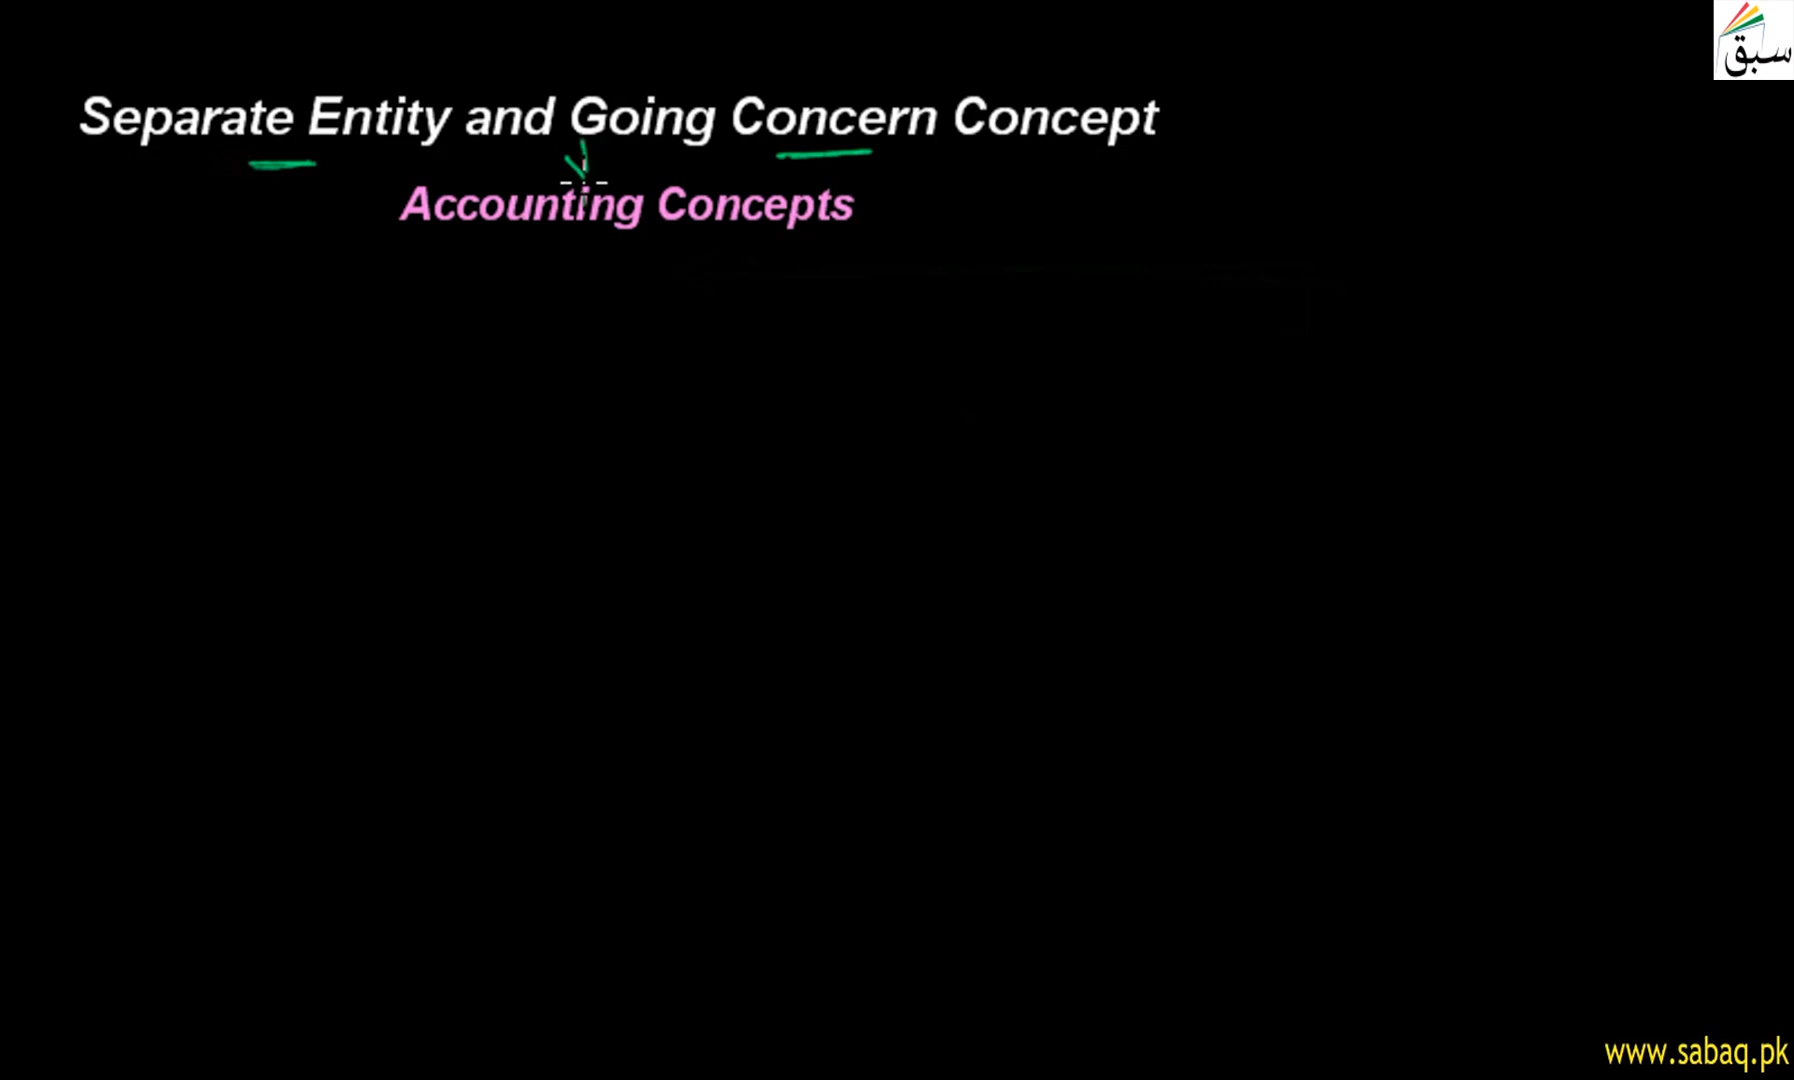 سبق
Separate Entity and Going Concern Concept
Accounting Concepts
www.sabaq.pk